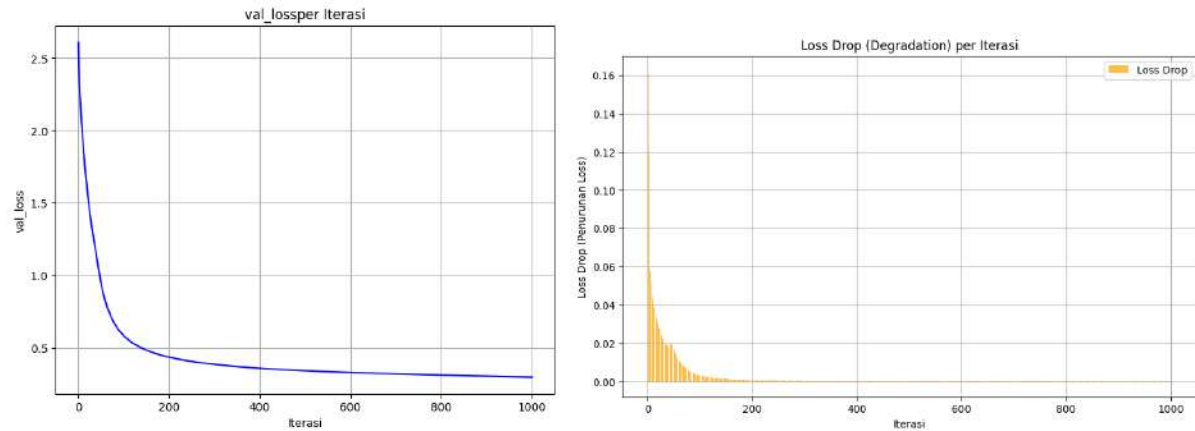 val_lossper Iterasi
val_loss
2.5
2.0
1.5
1.0
0.5
0 200 400 600 800 1000
Iterasi
Loss Drop (Degradation) per Iterasi
Loss Drop
Loss Drop (Penurunan Loss)
0.16
0.14
0.12
0.10
0.08
0.06
0.04
0.02
0.00
0 200 400 600 800 1000
Iterasi